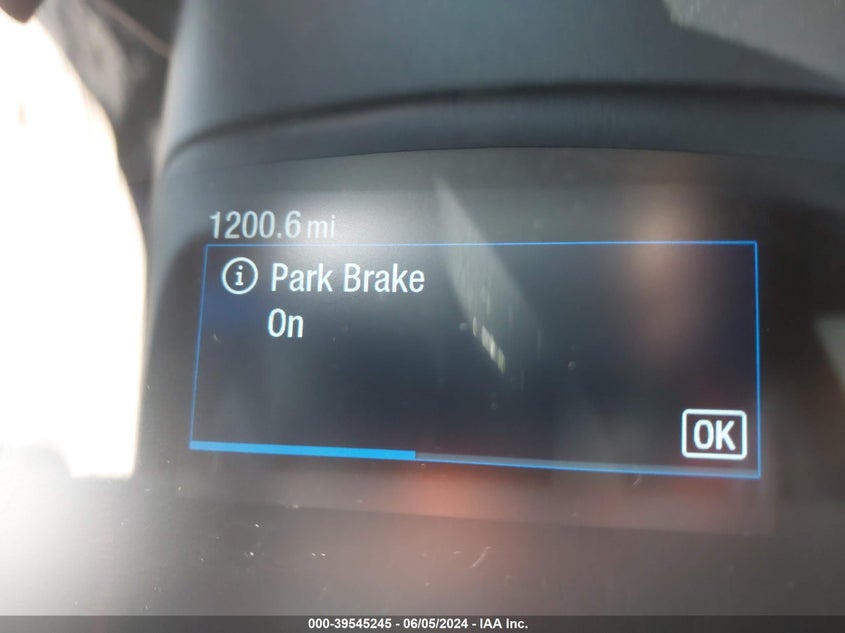 1200.6 mi
i Park Brake
On
OK
000-39545245 - 06/05/2024 - IAA Inc.